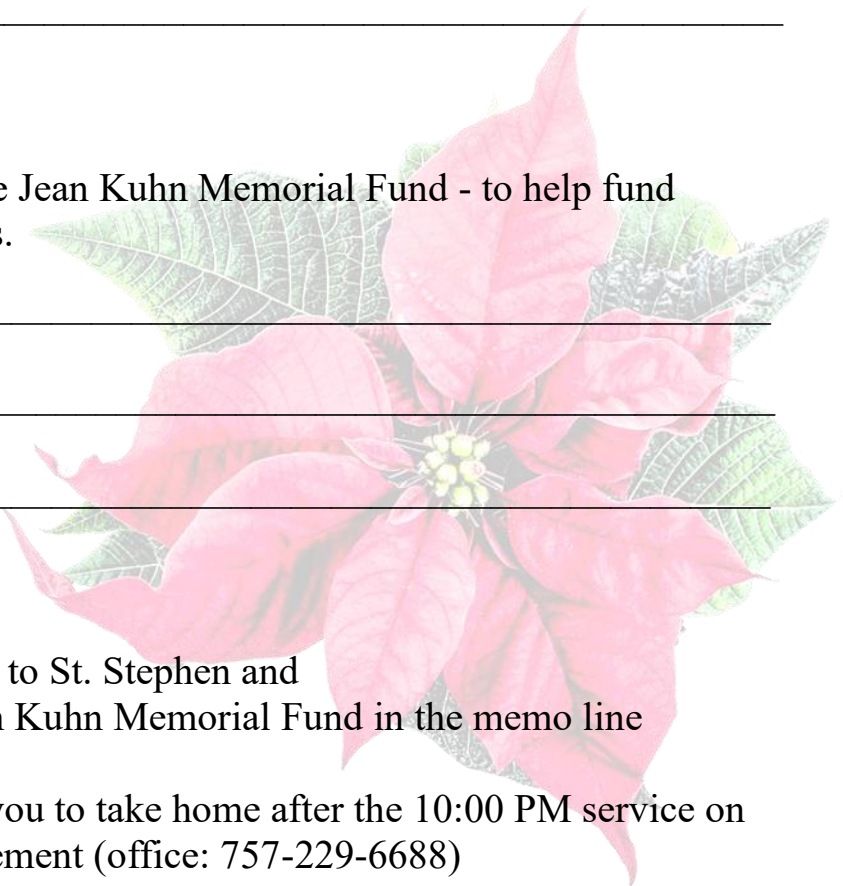 e Jean Kuhn Memorial Fund - to help fund
s.
to St. Stephen and
n Kuhn Memorial Fund in the memo line
you to take home after the 10:00 PM service on
ement (office: 757-229-6688)